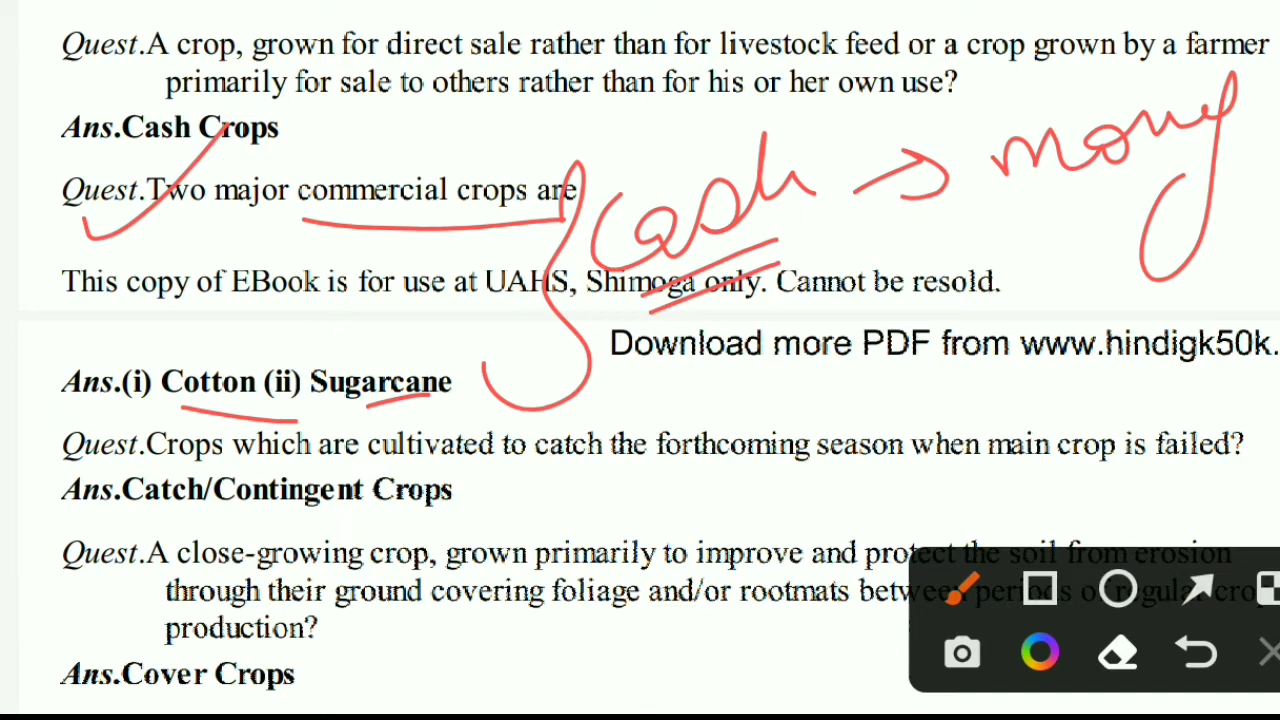 Quest.A crop, grown for direct sale rather than for livestock feed or a crop grown by a farmer
primarily for sale to others rather than for his or her own use?
Ans.Cash Crops
Quest.Two major commercial crops are
Cash → money
This copy of EBook is for use at UAHS, Shimoga only. Cannot be resold.
Download more PDF from www.hindigk50k.
Ans.(i) Cotton (ii) Sugarcane
Quest.Crops which are cultivated to catch the forthcoming season when main crop is failed?
Ans.Catch/Contingent Crops
Quest.A close-growing crop, grown primarily to improve and protect the soil from erosion
through their ground covering foliage and/or rootmats between periods of regular cro
production?
Ans.Cover Crops